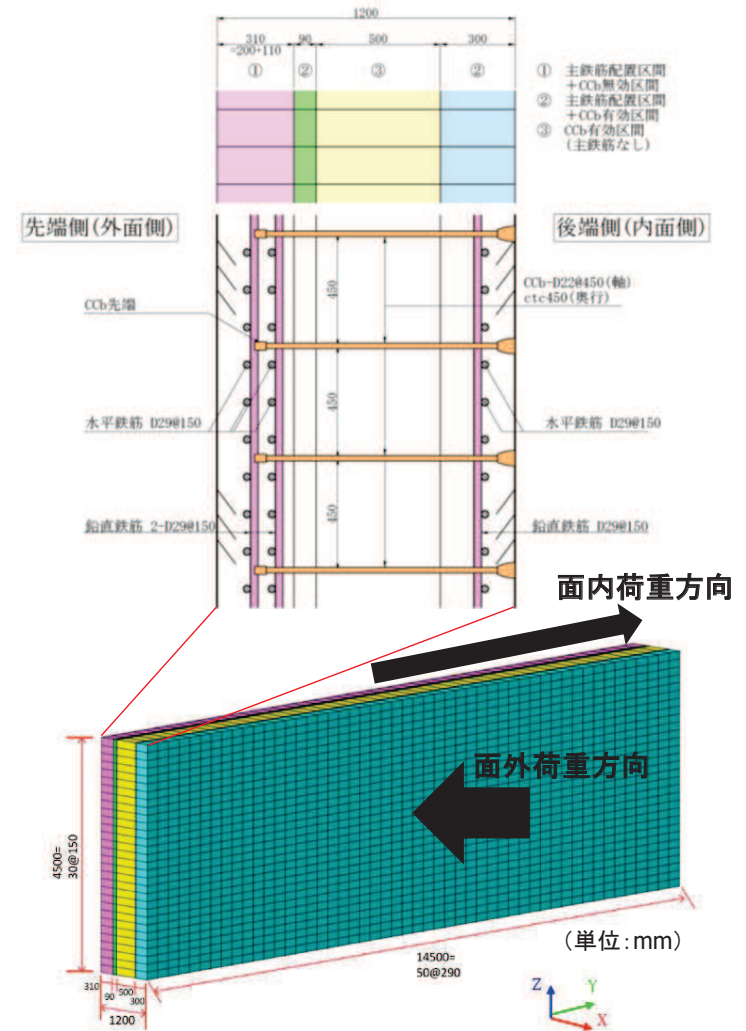 1200
310
=200+110
90
500
300
①
②
③
②
① 主鉄筋配置区間
+CCb無効区間
② 主鉄筋配置区間
+CCb有効区間
③ CCb有効区間
(主鉄筋なし)
先端側(外面側)
後端側(内面側)
CCb-D22@450(軸)
ctc450(奥行)
CCb先端
450
450
450
水平鉄筋 D29@150
水平鉄筋 D29@150
鉛直鉄筋 2-D29@150
鉛直鉄筋 D29@150
面内荷重方向
面外荷重方向
4500=
30@150
14500=
50@290
(単位:mm)
310
90
500
300
1200
Z
Y
X